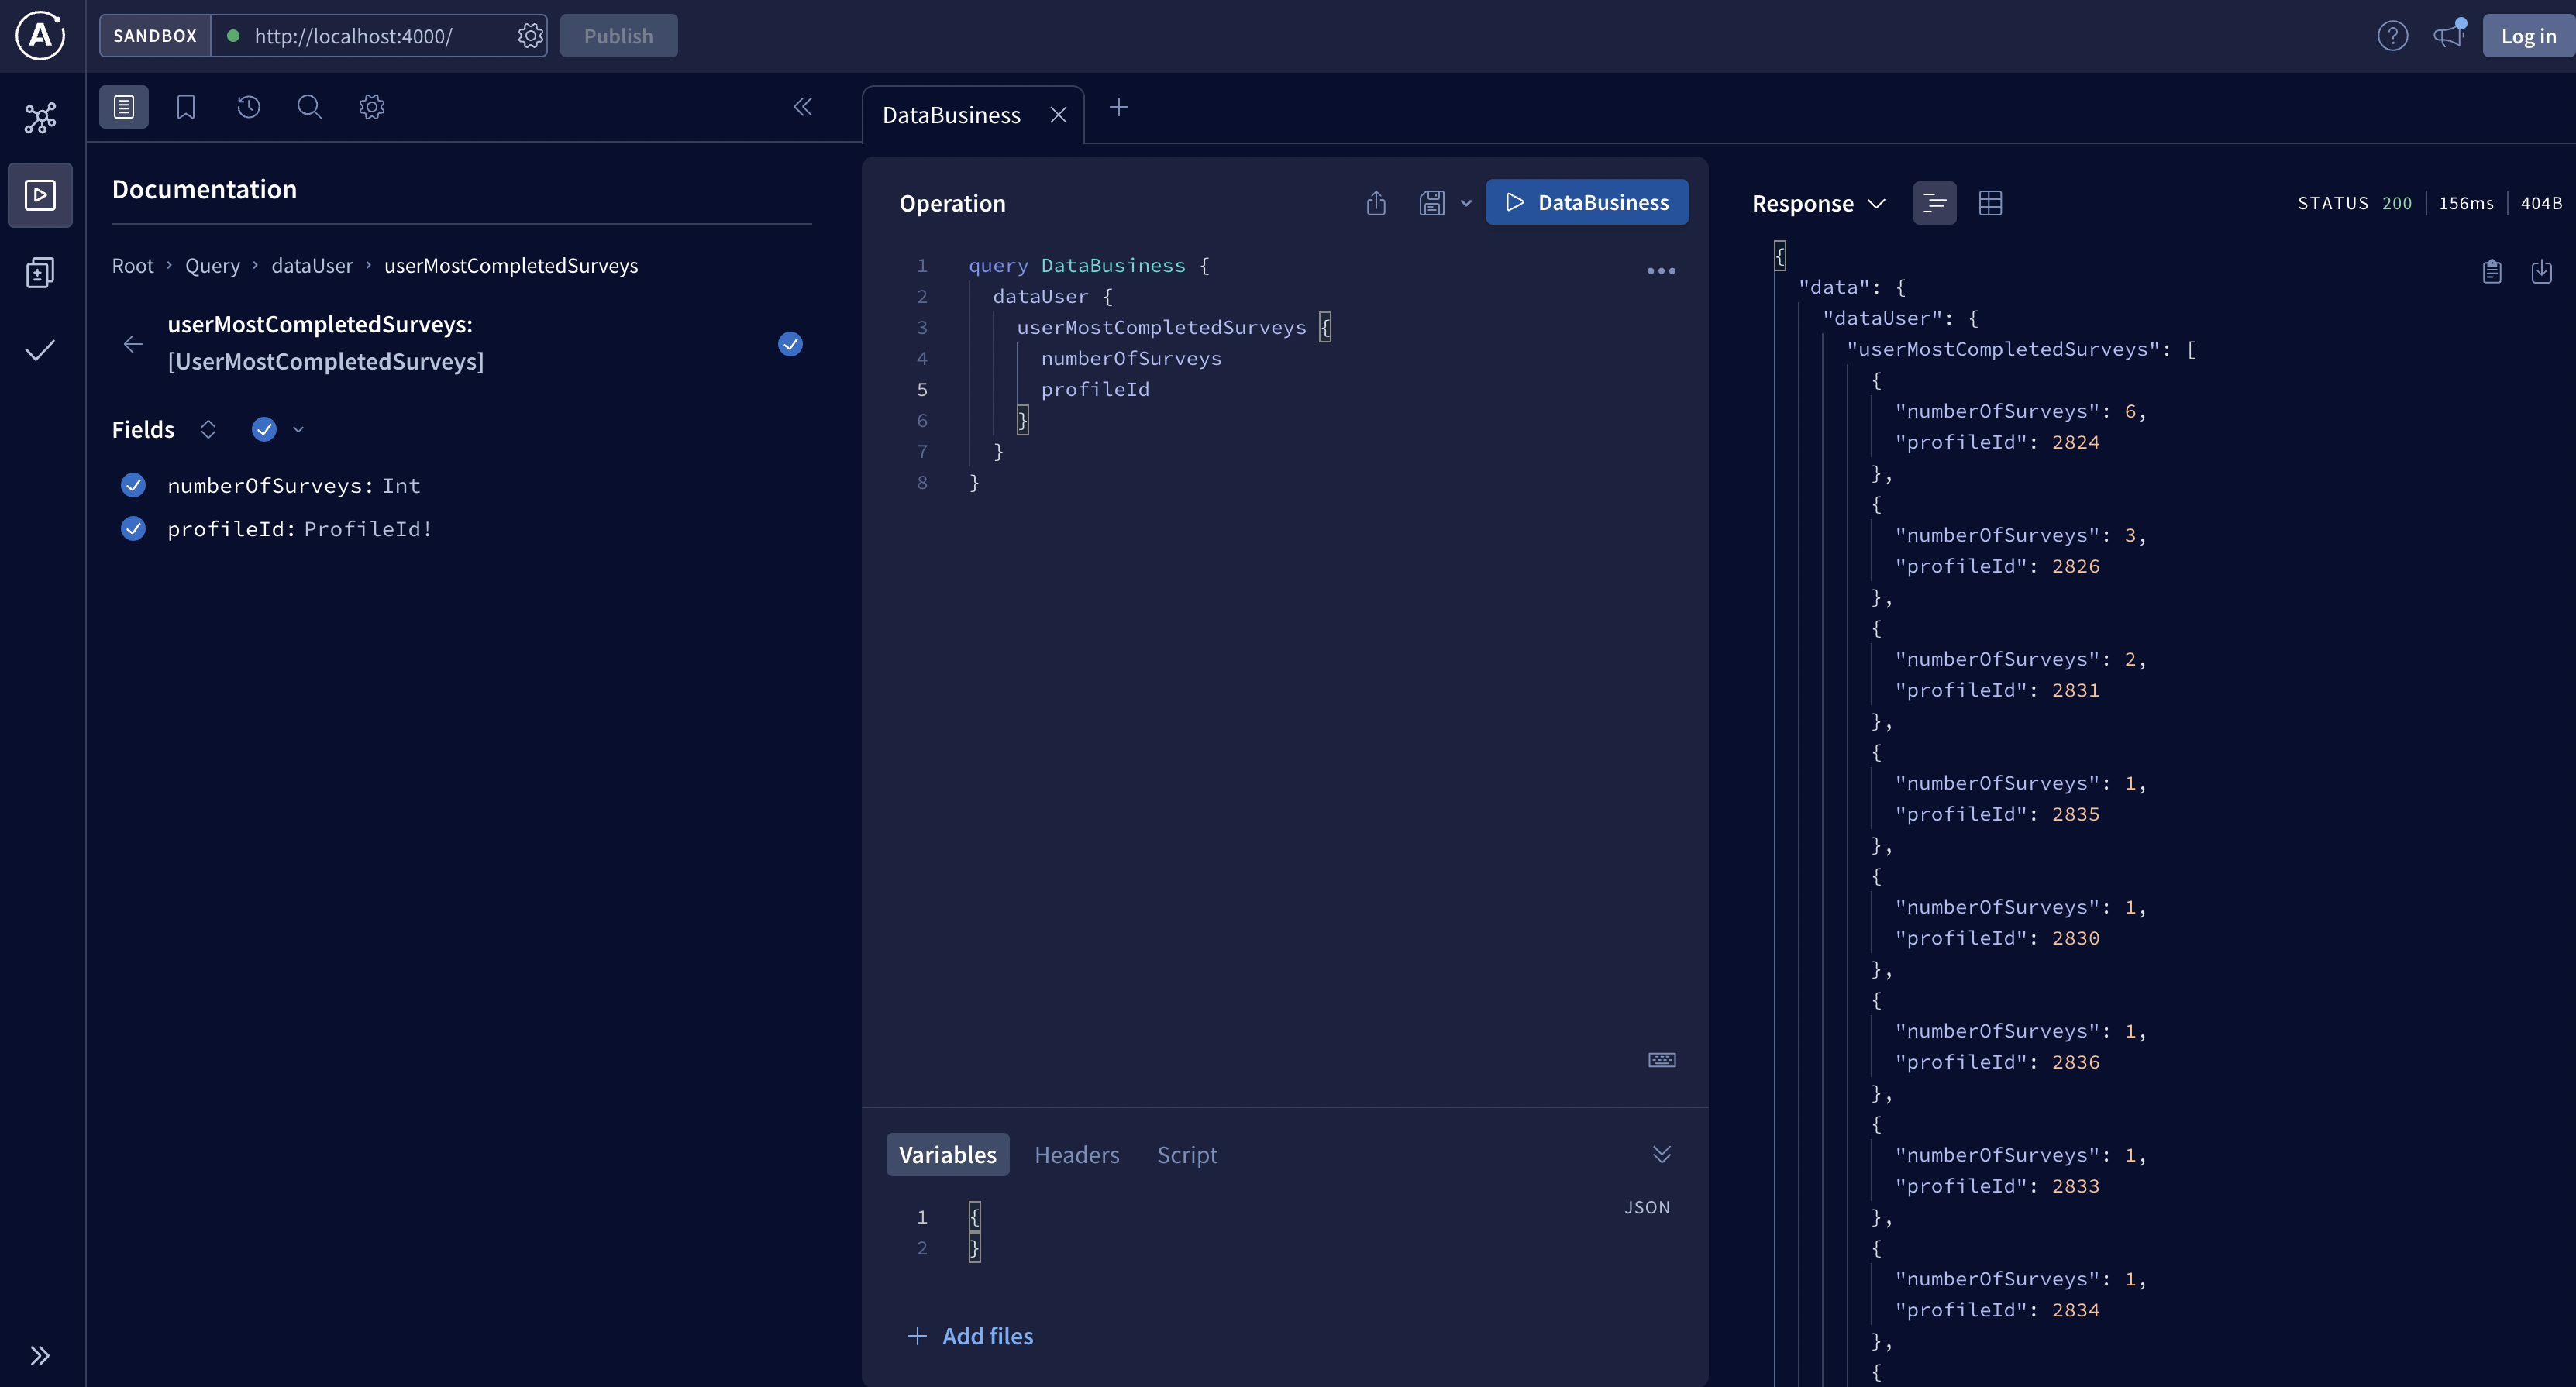 A
SANDBOX
http://localhost:4000/
Publish
?
Log in
Documentation
Root › Query › dataUser › userMostCompletedSurveys
userMostCompletedSurveys:
[UserMostCompletedSurveys]
Fields
numberOfSurveys: Int
profileId: ProfileId!
DataBusiness
Operation
DataBusiness
1 query DataBusiness {
2 dataUser {
3 userMostCompletedSurveys {
4 numberOfSurveys
5 profileId
6 }
7 }
8 }
Variables Headers Script
JSON
1 {
2 }
+ Add files
Response
STATUS 200 156ms 404B
{
"data": {
"dataUser": {
"userMostCompletedSurveys": [
{
"numberOfSurveys": 6,
"profileId": 2824
},
{
"numberOfSurveys": 3,
"profileId": 2826
},
{
"numberOfSurveys": 2,
"profileId": 2831
},
{
"numberOfSurveys": 1,
"profileId": 2835
},
{
"numberOfSurveys": 1,
"profileId": 2830
},
{
"numberOfSurveys": 1,
"profileId": 2836
},
{
"numberOfSurveys": 1,
"profileId": 2833
},
{
"numberOfSurveys": 1,
"profileId": 2834
},
{